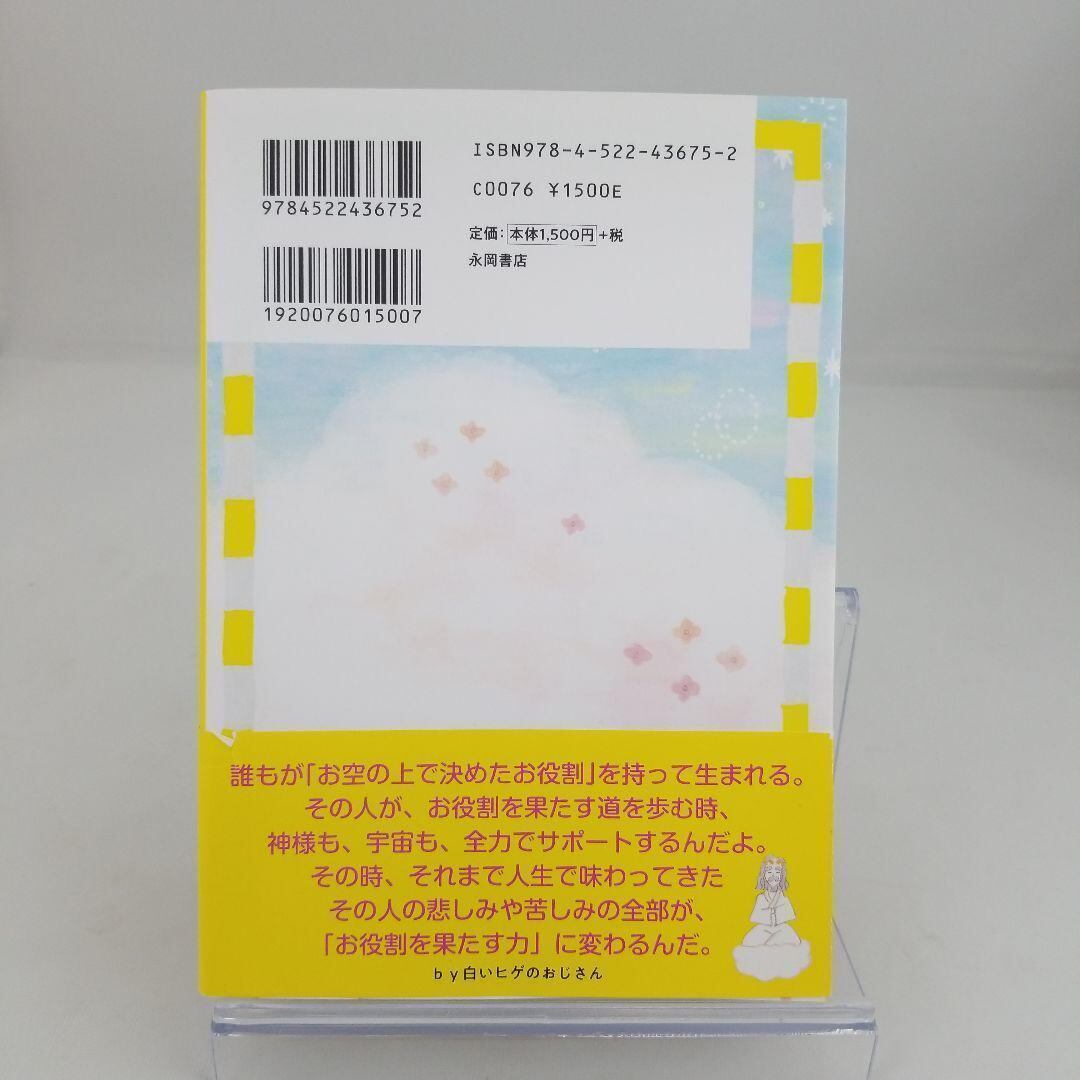 9784522436752
1920076015007
ISBN978-4-522-43675-2
C0076 ¥1500E
定価:本体1,500円+税
永岡書店
誰もが「お空の上で決めたお役割」を持って生まれる。
その人が、お役割を果たす道を歩む時、
神様も、宇宙も、全力でサポートするんだよ。
その時、それまで人生で味わってきた
その人の悲しみや苦しみの全部が、
「お役割を果たす力」に変わるんだ。
by白いヒゲのおじさん